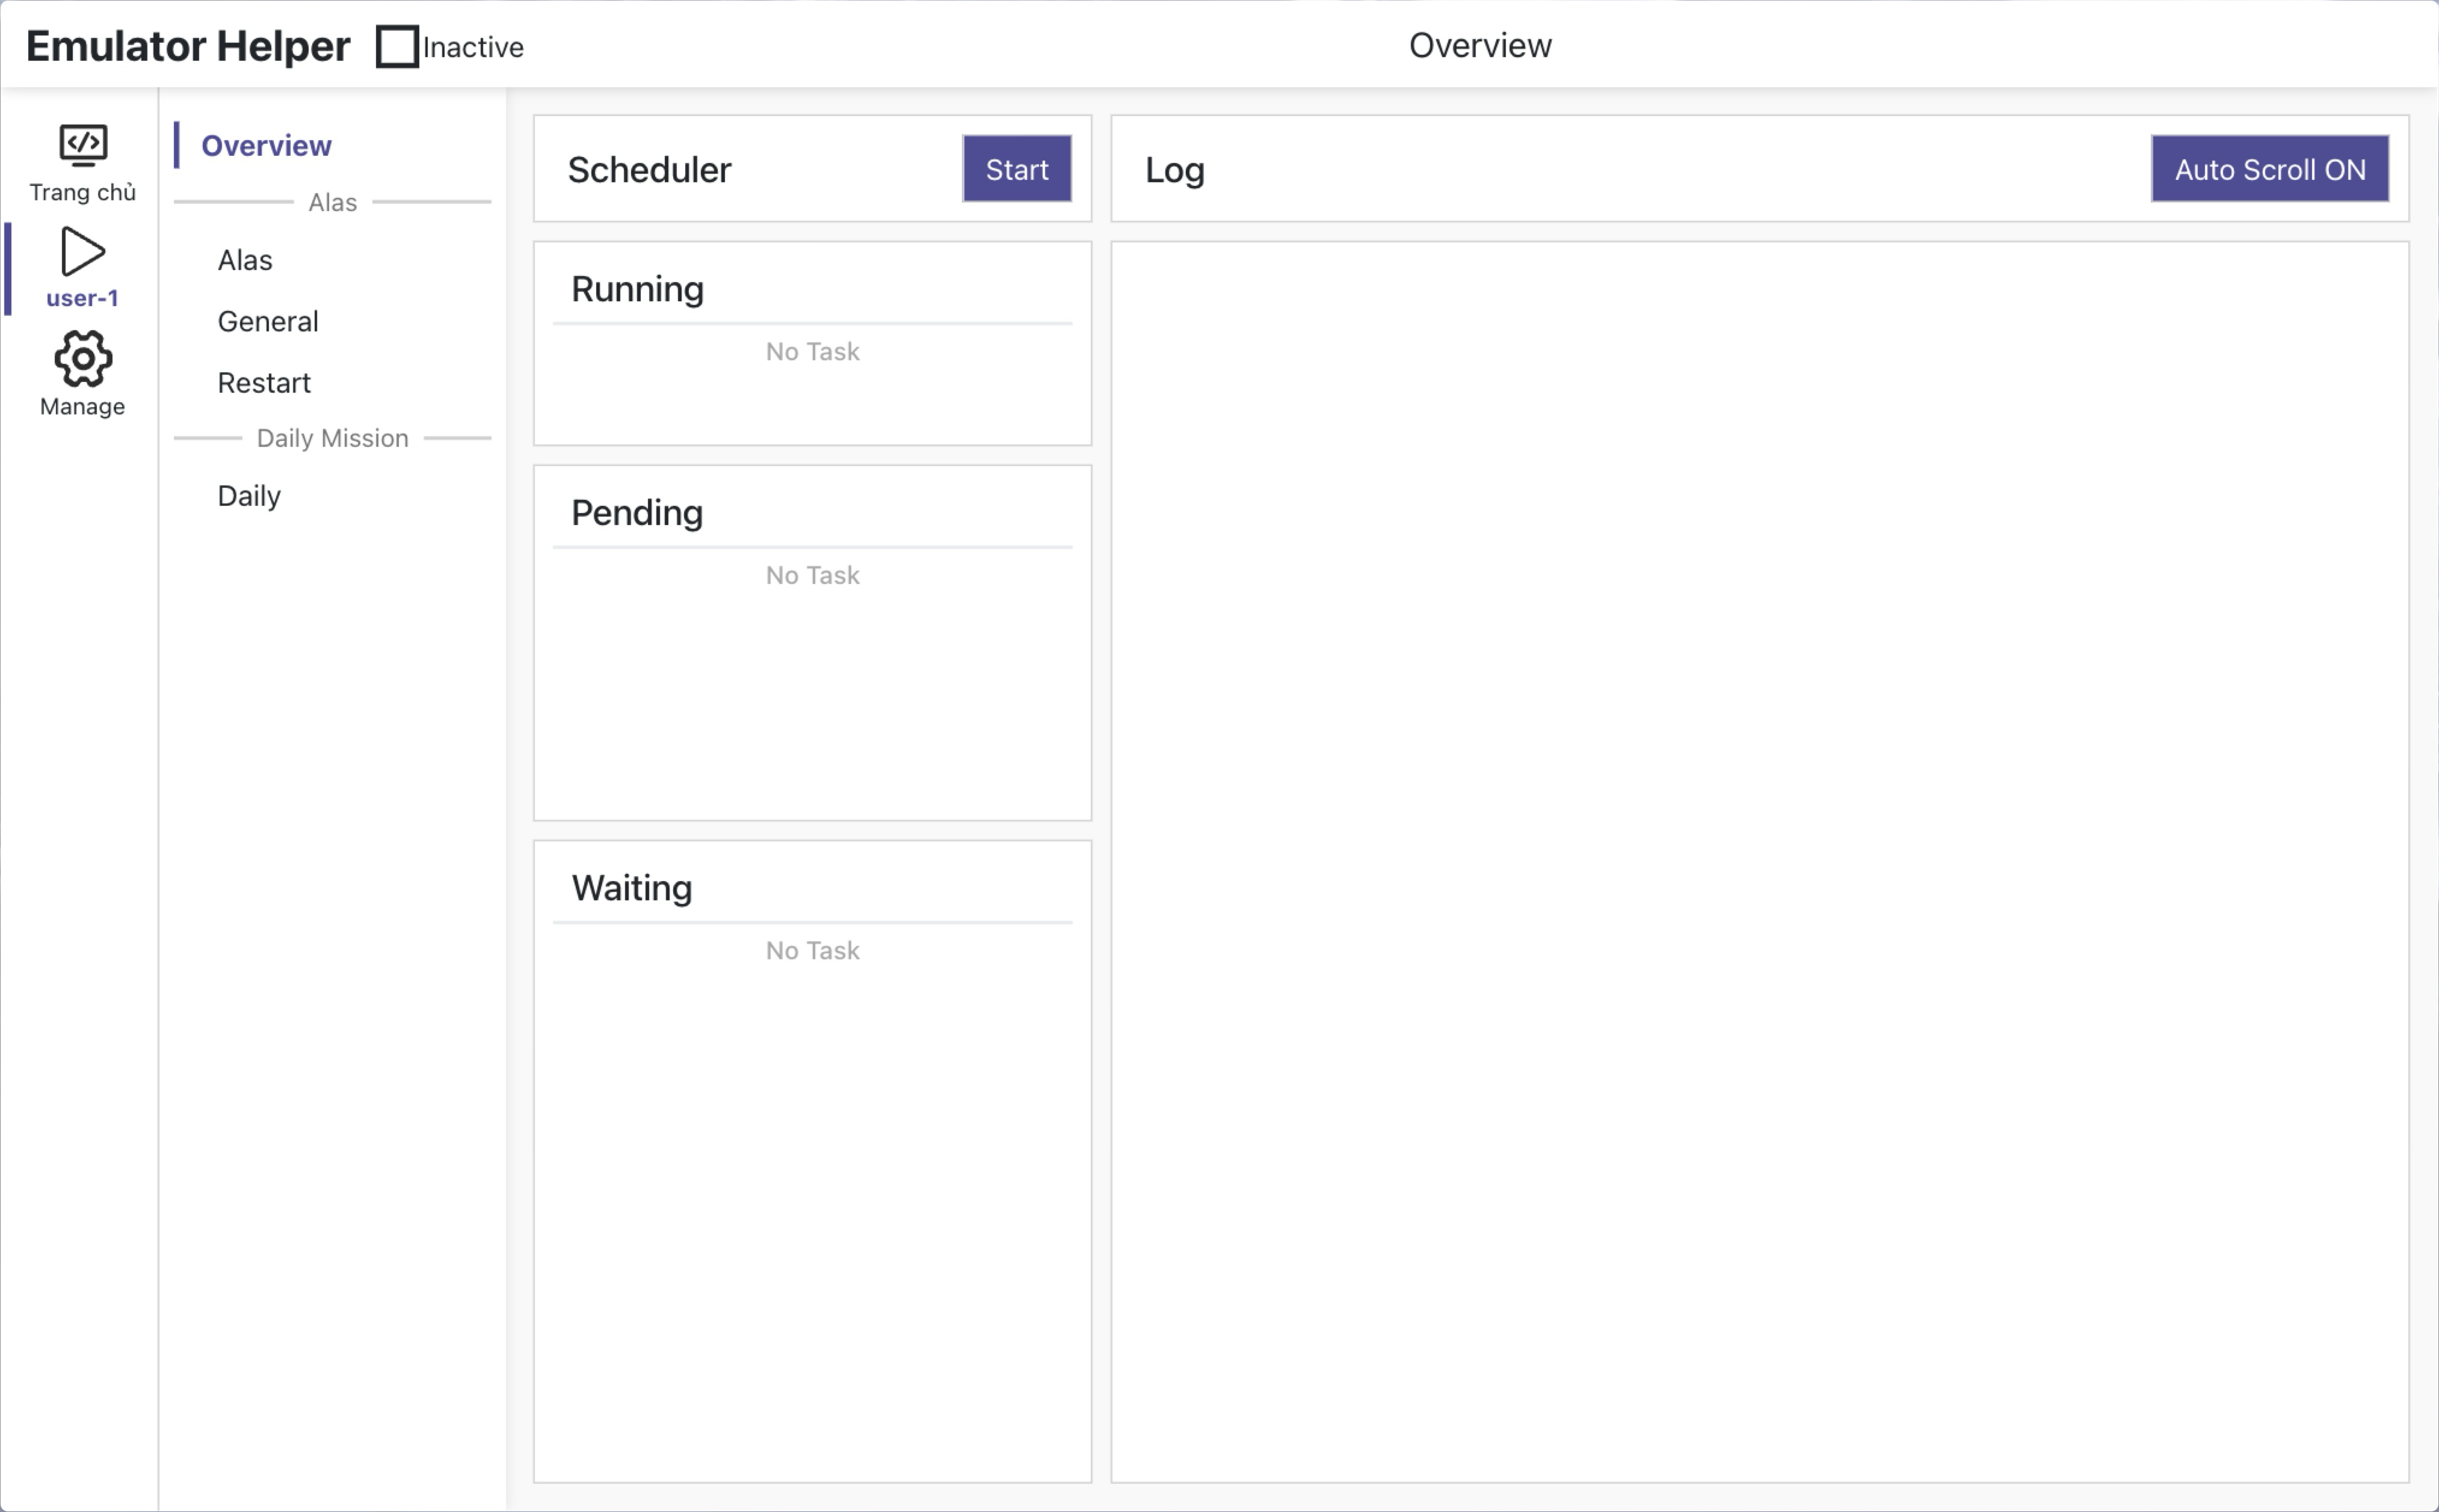 Emulator Helper
Inactive
Overview
Trang chủ
user-1
Manage
Overview
Alas
Alas
General
Restart
Daily Mission
Daily
Scheduler
Start
Running
No Task
Pending
No Task
Waiting
No Task
Log
Auto Scroll ON